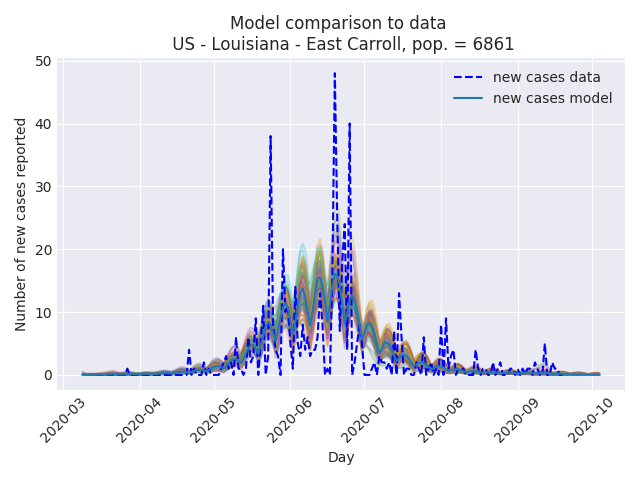 Model comparison to data
US - Louisiana - East Carroll, pop. = 6861
new cases data
new cases model
Number of new cases reported
50
40
30
20
10
0
2020-03
2020-04
2020-05
2020-06
2020-07
2020-08
2020-09
2020-10
Day